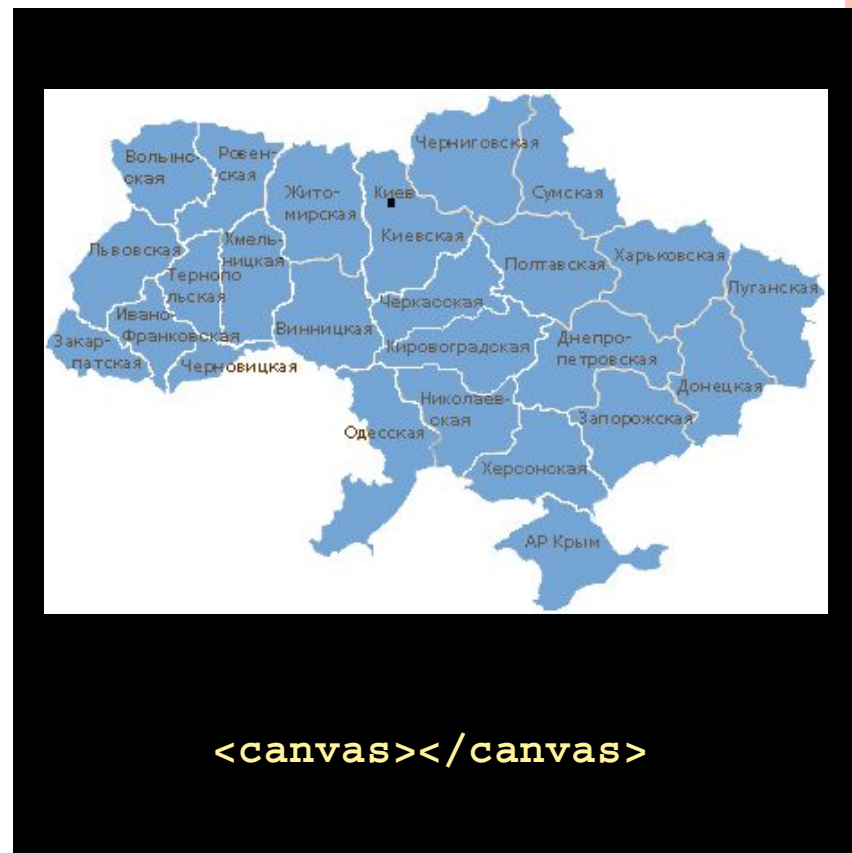 Черниговская
Волынс-
ская
Ровен-
ская
Жито-
мирская
Киев
Сумская
Киевская
Хмель-
ницкая
Львовская
Полтавская
Харьковская
Тернопо
льская
Луганская
Черкасская
Ивано-
Франковская
Винницкая
Закар-
патская
Кировоградская
Днепро-
петровская
Черновицкая
Донецкая
Николаев-
ская
Запорожская
Одесская
Херсонская
АР Крым
<canvas></canvas>